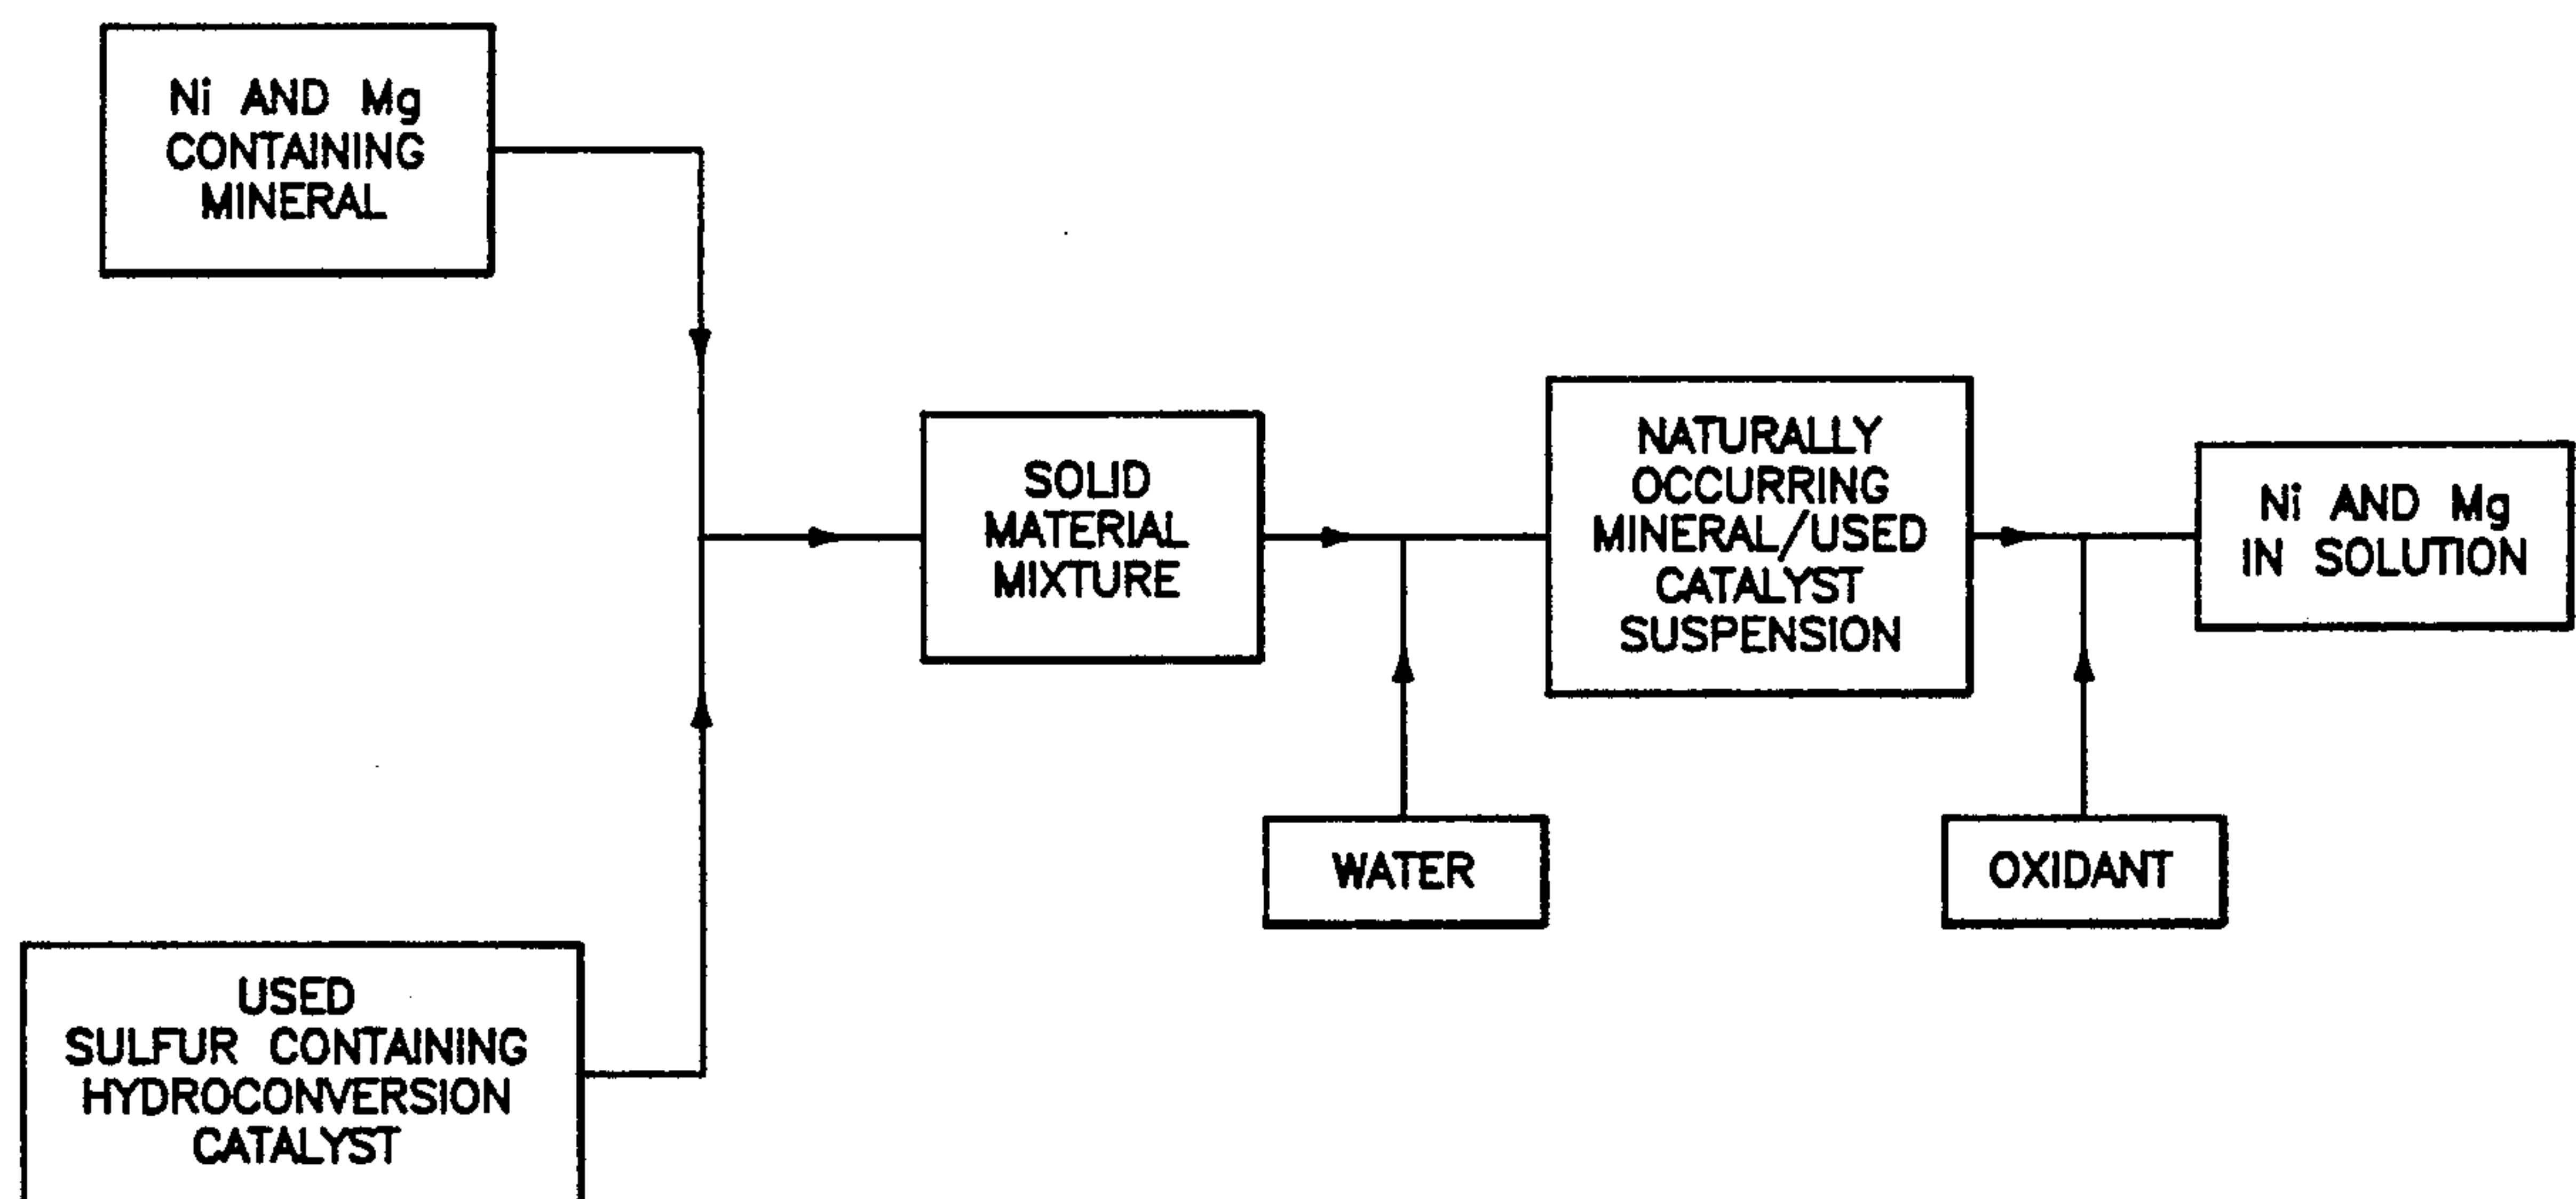 Ni AND Mg
CONTAINING
MINERAL
USED
SULFUR CONTAINING
HYDROCONVERSION
CATALYST
SOLID
MATERIAL
MIXTURE
WATER
NATURALLY
OCCURRING
MINERAL/USED
CATALYST
SUSPENSION
OXIDANT
Ni AND Mg
IN SOLUTION